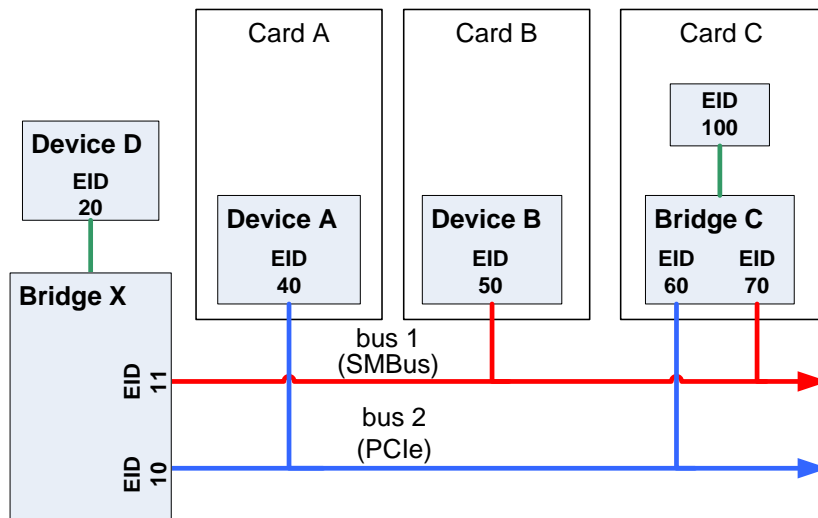 Card A
Card B
Card C
EID
100
Device D
EID
20
Device A
EID
40
Device B
EID
50
Bridge C
EID
60
EID
70
Bridge X
bus 1
(SMBus)
EID
11
bus 2
(PCIe)
EID
10